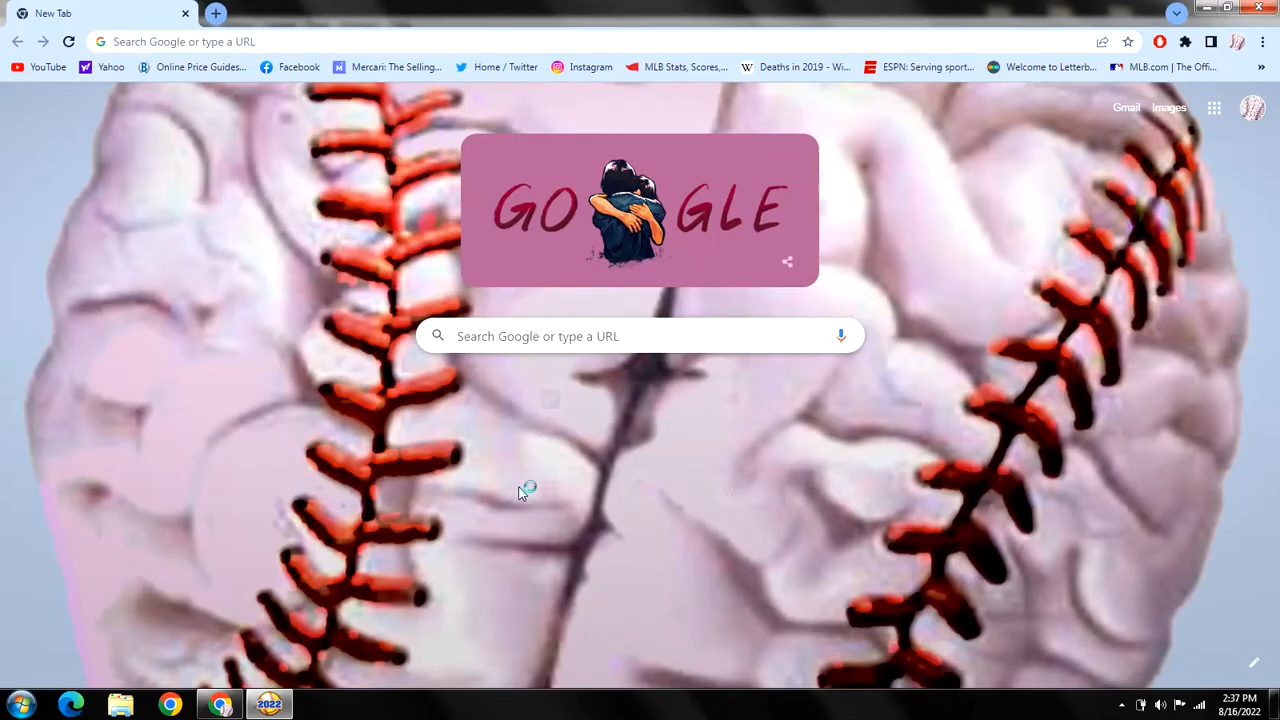 New Tab
Search Google or type a URL
YouTube
Yahoo
Online Price Guides...
Facebook
Mercari: The Selling...
Home / Twitter
Instagram
MLB Stats, Scores,...
Deaths in 2019 - Wi...
ESPN: Serving sport...
Welcome to Letterb...
MLB.com | The Offi...
»
Gmail
Images
GO GLE
Search Google or type a URL
2022
2:37 PM
8/16/2022